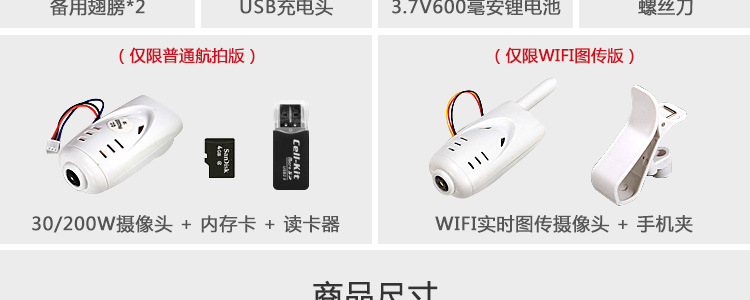 备用翅膀*2
USB充电头
3.7V600毫安锂电池
螺丝刀
（仅限普通航拍版）
（仅限WIFI图传版）
SanDisk
4GB
Cell-Kit
Micro SD
30/200W摄像头 + 内存卡 + 读卡器
WIFI实时图传摄像头 + 手机夹
商品尺寸